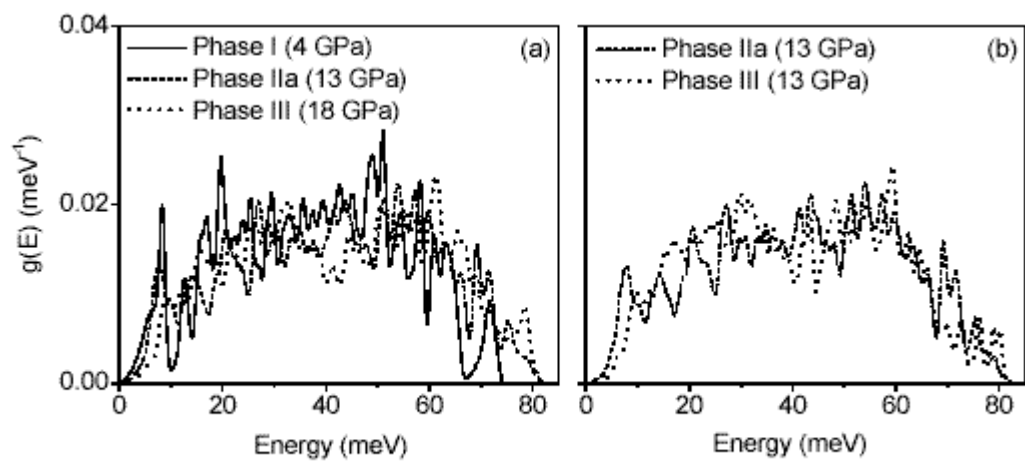 0.04
Phase I (4 GPa)
(a)
Phase IIa (13 GPa)
Phase III (18 GPa)
Phase IIa (13 GPa)
(b)
Phase III (13 GPa)
g(E) (meV⁻¹)
0.02
0.00
0 20 40 60 80
0 20 40 60 80
Energy (meV)
Energy (meV)